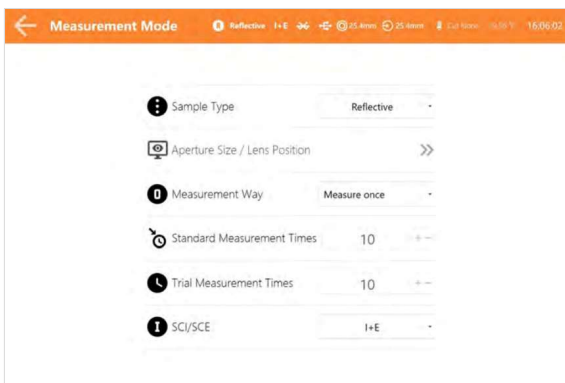 Measurement Mode R Reflective I+E 25.4mm 25.4mm 16:06:02
Sample Type Reflective
Aperture Size / Lens Position
Measurement Way Measure once
Standard Measurement Times 10 + −
Trial Measurement Times 10 + −
I SCI/SCE I+E